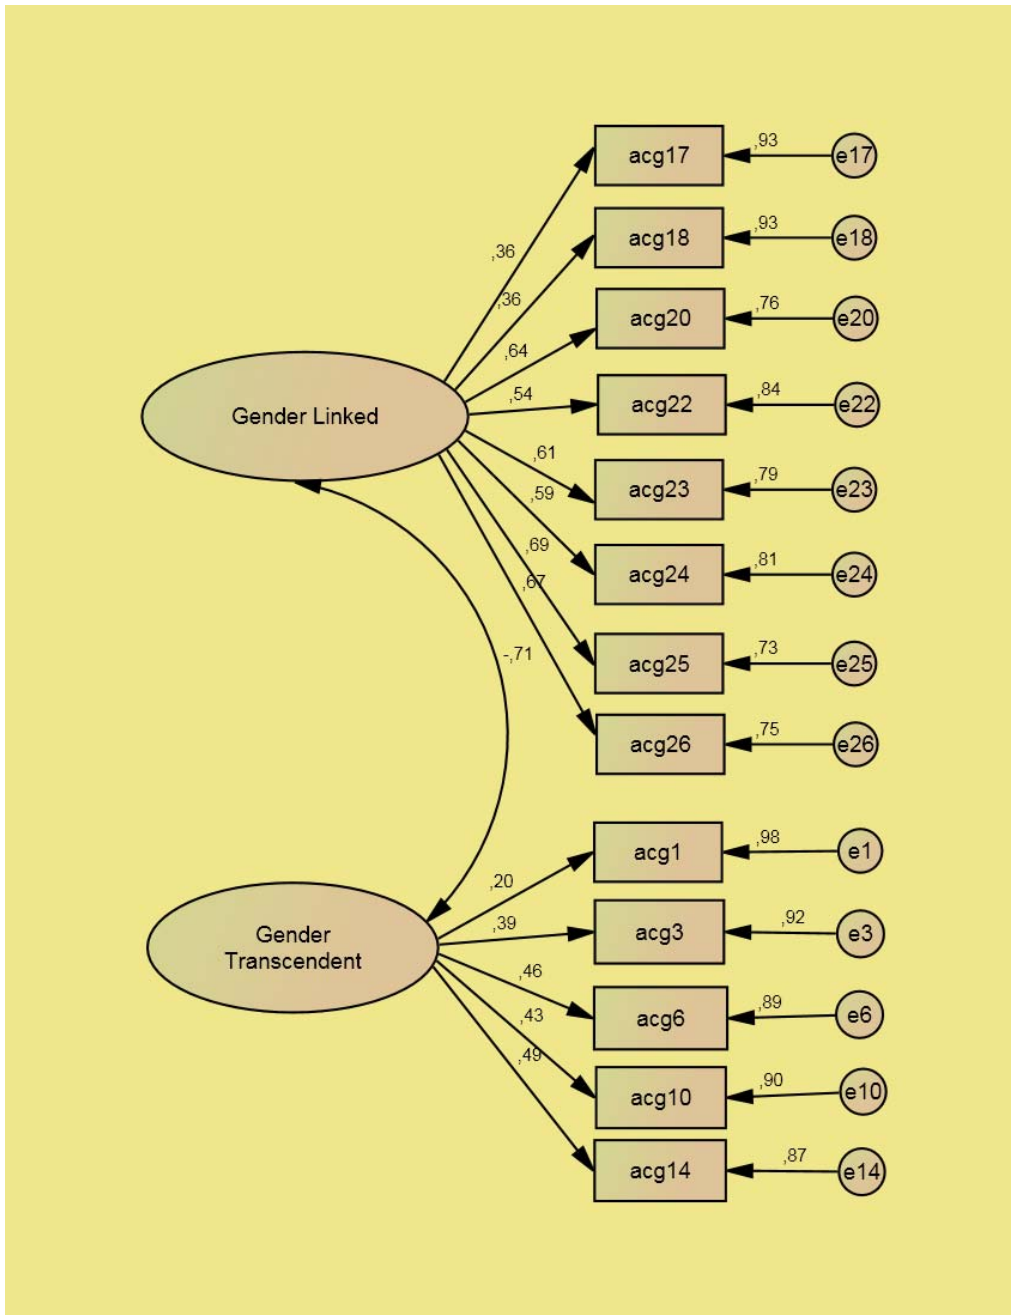 acg17
,93
e17
acg18
,93
e18
,36
,36
acg20
,76
e20
,64
Gender Linked
,54
acg22
,84
e22
,61
acg23
,79
e23
,59
,69
acg24
,81
e24
,67
-,71
acg25
,73
e25
acg26
,75
e26
acg1
,98
e1
,20
Gender
Transcendent
,39
acg3
,92
e3
,46
acg6
,89
e6
,43
,49
acg10
,90
e10
acg14
,87
e14